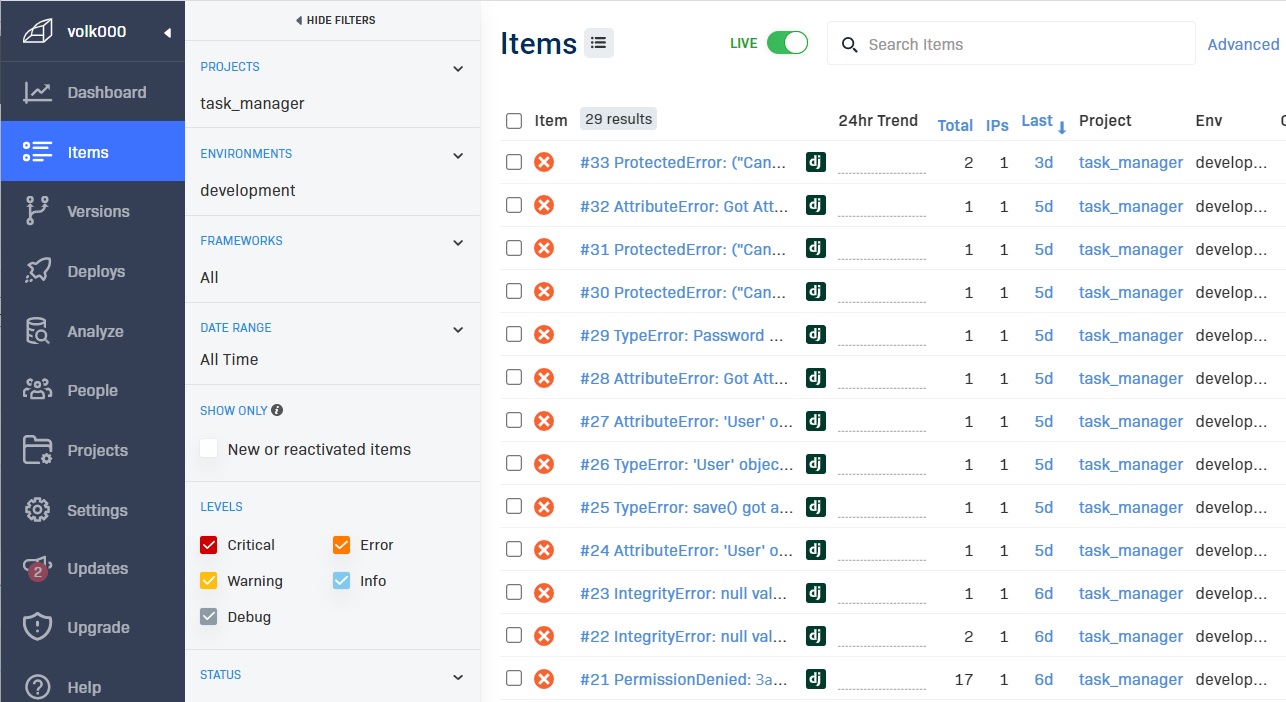 volk000
Dashboard
Items
Versions
Deploys
Analyze
People
Projects
Settings
2
Updates
Upgrade
Help
HIDE FILTERS
PROJECTS
task_manager
ENVIRONMENTS
development
FRAMEWORKS
All
DATE RANGE
All Time
SHOW ONLY
New or reactivated items
LEVELS
Critical Error
Warning Info
Debug
STATUS
Items LIVE Search Items Advanced
Item 29 results 24hr Trend Total IPs Last Project Env
#33 ProtectedError: ("Can... dj 2 1 3d task_manager develop...
#32 AttributeError: Got Att... dj 1 1 5d task_manager develop...
#31 ProtectedError: ("Can... dj 1 1 5d task_manager develop...
#30 ProtectedError: ("Can... dj 1 1 5d task_manager develop...
#29 TypeError: Password ... dj 1 1 5d task_manager develop...
#28 AttributeError: Got Att... dj 1 1 5d task_manager develop...
#27 AttributeError: 'User' o... dj 1 1 5d task_manager develop...
#26 TypeError: 'User' objec... dj 1 1 5d task_manager develop...
#25 TypeError: save() got a... dj 1 1 5d task_manager develop...
#24 AttributeError: 'User' o... dj 1 1 5d task_manager develop...
#23 IntegrityError: null val... dj 1 1 6d task_manager develop...
#22 IntegrityError: null val... dj 2 1 6d task_manager develop...
#21 PermissionDenied: За... dj 17 1 6d task_manager develop...